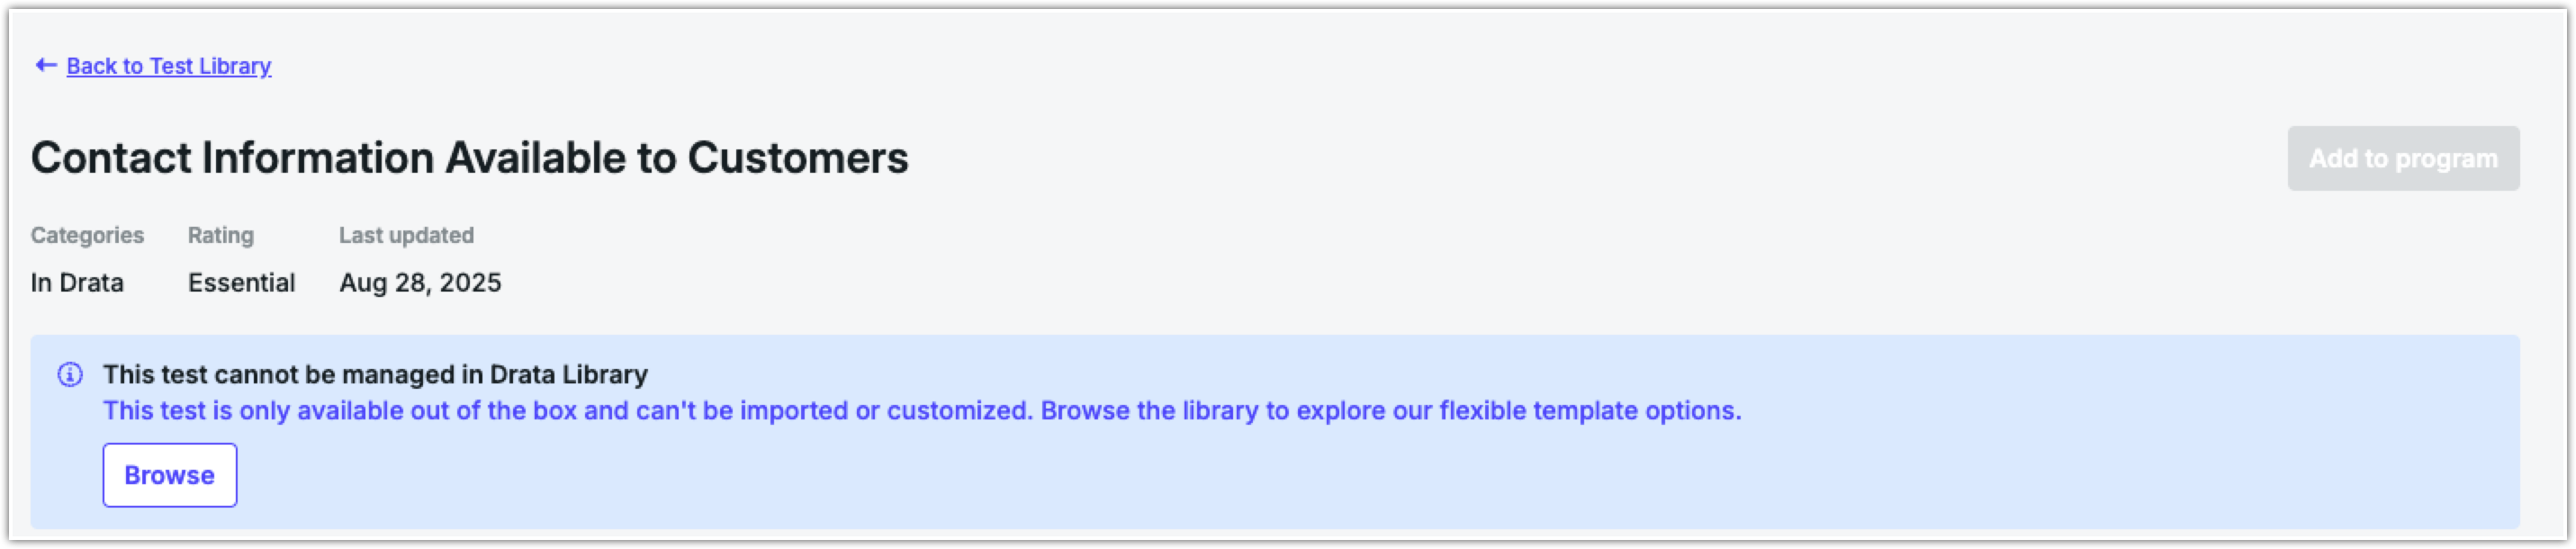 Back to Test Library
Contact Information Available to Customers
Add to program
Categories Rating Last updated
In Drata Essential Aug 28, 2025
This test cannot be managed in Drata Library
This test is only available out of the box and can't be imported or customized. Browse the library to explore our flexible template options.
Browse